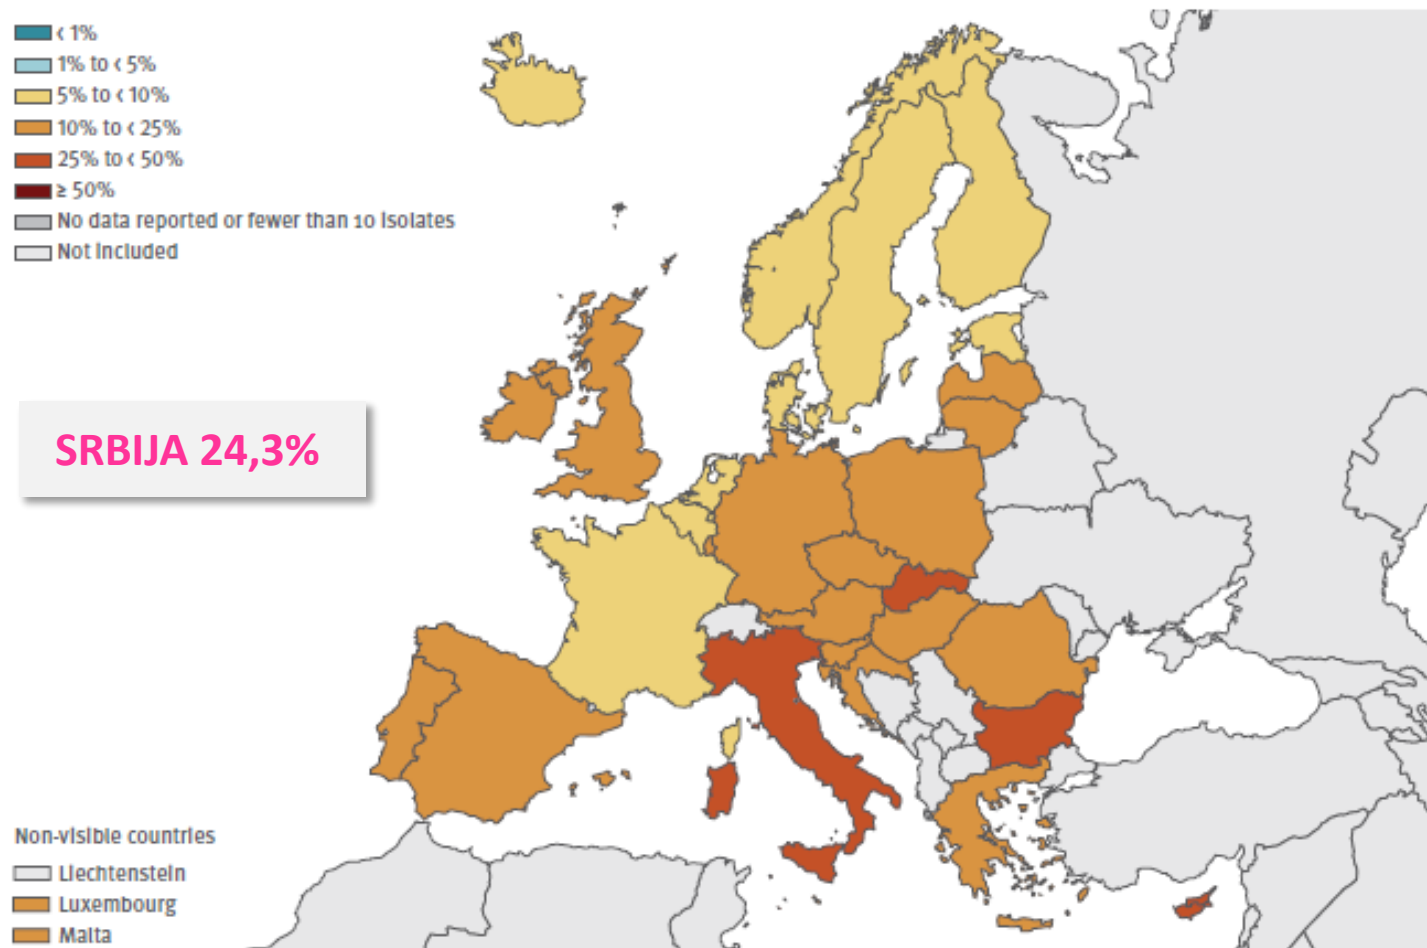 < 1%
1% to < 5%
5% to < 10%
10% to < 25%
25% to < 50%
≥ 50%
No data reported or fewer than 10 isolates
Not included
SRBIJA 24,3%
Non-visible countries
Liechtenstein
Luxembourg
Malta